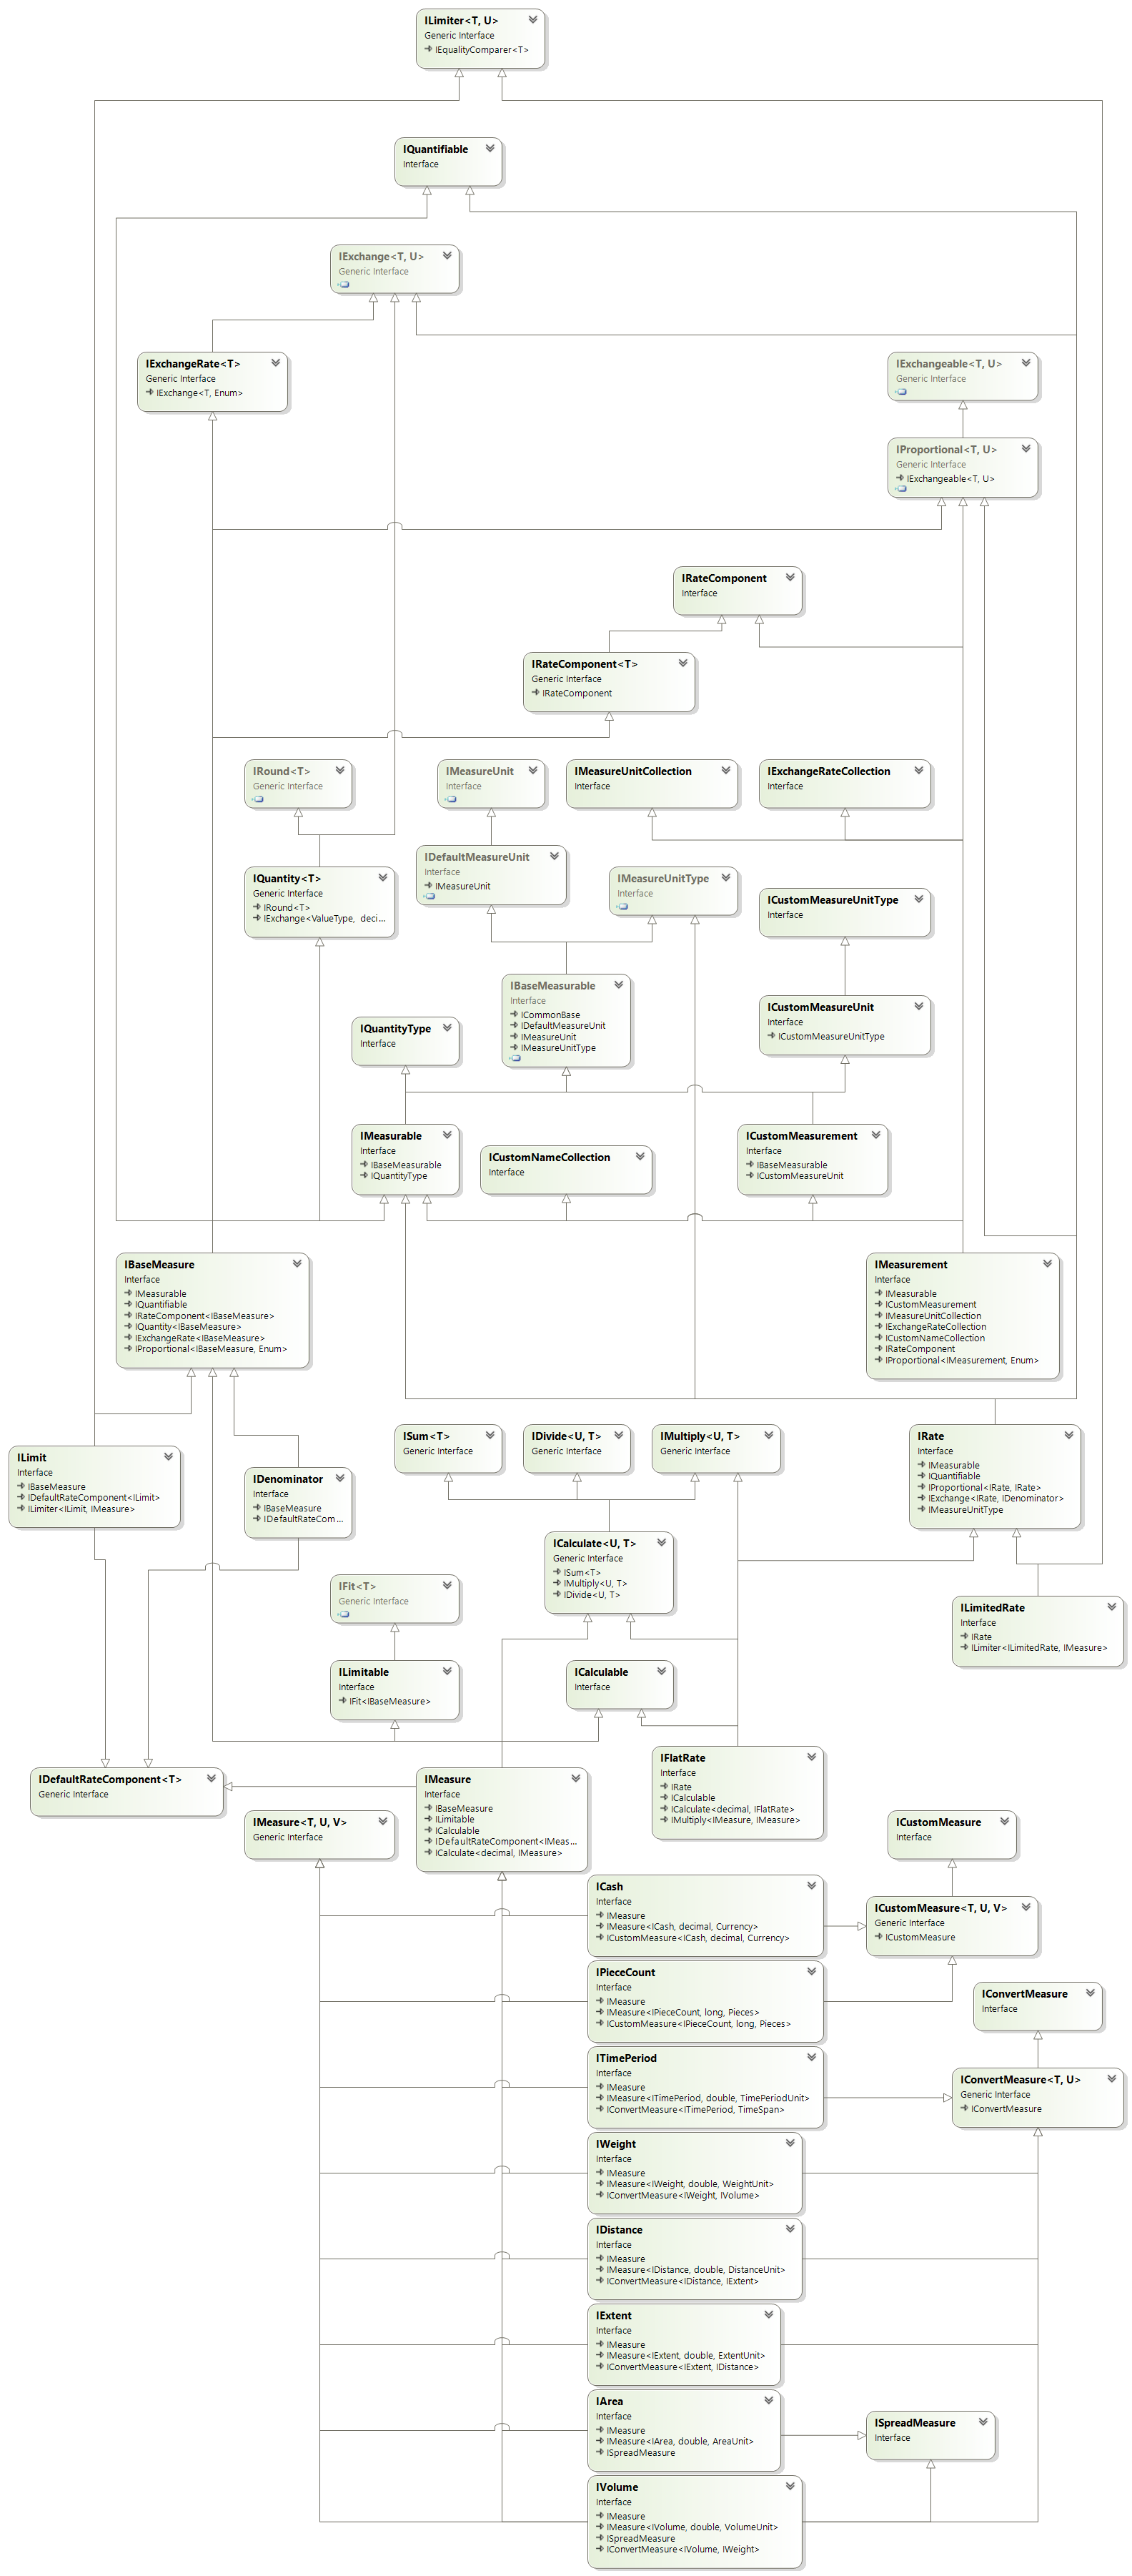 ILimiter<T, U>
Generic Interface
IEqualityComparer<T>
IQuantifiable
Interface
IExchange<T, U>
Generic Interface
IExchangeRate<T>
Generic Interface
IExchange<T, Enum>
IExchangeable<T, U>
Generic Interface
IProportional<T, U>
Generic Interface
IExchangeable<T, U>
IRateComponent
Interface
IRateComponent<T>
Generic Interface
IRateComponent
IRound<T>
Generic Interface
IMeasureUnit
Interface
IMeasureUnitCollection
Interface
IExchangeRateCollection
Interface
IQuantity<T>
Generic Interface
IRound<T>
IExchange<ValueType, deci...
IDefaultMeasureUnit
Interface
IMeasureUnit
IMeasureUnitType
Interface
ICustomMeasureUnitType
Interface
IBaseMeasurable
Interface
ICommonBase
IDefaultMeasureUnit
IMeasureUnit
IMeasureUnitType
ICustomMeasureUnit
Interface
ICustomMeasureUnitType
IQuantityType
Interface
IMeasurable
Interface
IBaseMeasurable
IQuantityType
ICustomNameCollection
Interface
ICustomMeasurement
Interface
IBaseMeasurable
ICustomMeasureUnit
IBaseMeasure
Interface
IMeasurable
IQuantifiable
IRateComponent<IBaseMeasure>
IQuantity<IBaseMeasure>
IExchangeRate<IBaseMeasure>
IProportional<IBaseMeasure, Enum>
IMeasurement
Interface
IMeasurable
ICustomMeasurement
IMeasureUnitCollection
IExchangeRateCollection
ICustomNameCollection
IRateComponent
IProportional<IMeasurement, Enum>
ILimit
Interface
IBaseMeasure
IDefaultRateComponent<ILimit>
ILimiter<ILimit, IMeasure>
IDenominator
Interface
IBaseMeasure
IDefaultRateCom...
ISum<T>
Generic Interface
IDivide<U, T>
Generic Interface
IMultiply<U, T>
Generic Interface
IRate
Interface
IMeasurable
IQuantifiable
IProportional<IRate, IRate>
IExchange<IRate, IDenominator>
IMeasureUnitType
ICalculate<U, T>
Generic Interface
ISum<T>
IMultiply<U, T>
IDivide<U, T>
IFit<T>
Generic Interface
ILimitedRate
Interface
IRate
ILimiter<ILimitedRate, IMeasure>
ILimitable
Interface
IFit<IBaseMeasure>
ICalculable
Interface
IDefaultRateComponent<T>
Generic Interface
IMeasure
Interface
IBaseMeasure
ILimitable
ICalculable
IDefaultRateComponent<IMeas...
ICalculate<decimal, IMeasure>
IFlatRate
Interface
IRate
ICalculable
ICalculate<decimal, IFlatRate>
IMultiply<IMeasure, IMeasure>
IMeasure<T, U, V>
Generic Interface
ICustomMeasure
Interface
ICash
Interface
IMeasure
IMeasure<ICash, decimal, Currency>
ICustomMeasure<ICash, decimal, Currency>
ICustomMeasure<T, U, V>
Generic Interface
ICustomMeasure
IPieceCount
Interface
IMeasure
IMeasure<IPieceCount, long, Pieces>
ICustomMeasure<IPieceCount, long, Pieces>
IConvertMeasure
Interface
ITimePeriod
Interface
IMeasure
IMeasure<ITimePeriod, double, TimePeriodUnit>
IConvertMeasure<ITimePeriod, TimeSpan>
IConvertMeasure<T, U>
Generic Interface
IConvertMeasure
IWeight
Interface
IMeasure
IMeasure<IWeight, double, WeightUnit>
IConvertMeasure<IWeight, IVolume>
IDistance
Interface
IMeasure
IMeasure<IDistance, double, DistanceUnit>
IConvertMeasure<IDistance, IExtent>
IExtent
Interface
IMeasure
IMeasure<IExtent, double, ExtentUnit>
IConvertMeasure<IExtent, IDistance>
IArea
Interface
IMeasure
IMeasure<IArea, double, AreaUnit>
ISpreadMeasure
ISpreadMeasure
Interface
IVolume
Interface
IMeasure
IMeasure<IVolume, double, VolumeUnit>
ISpreadMeasure
IConvertMeasure<IVolume, IWeight>